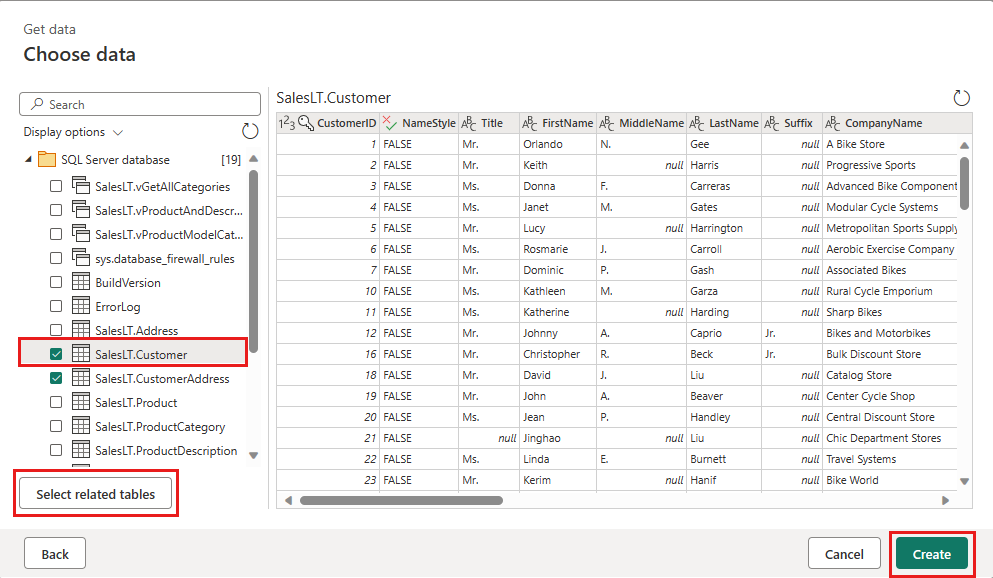 Get data
Choose data
Search
Display options
SQL Server database [19]
SalesLT.vGetAllCategories
SalesLT.vProductAndDescr...
SalesLT.vProductModelCat...
sys.database_firewall_rules
BuildVersion
ErrorLog
SalesLT.Address
SalesLT.Customer
SalesLT.CustomerAddress
SalesLT.Product
SalesLT.ProductCategory
SalesLT.ProductDescription
Select related tables
SalesLT.Customer
123 CustomerID NameStyle ABC Title ABC FirstName ABC MiddleName ABC LastName ABC Suffix ABC CompanyName
1 FALSE Mr. Orlando N. Gee null A Bike Store
2 FALSE Mr. Keith null Harris null Progressive Sports
3 FALSE Ms. Donna F. Carreras null Advanced Bike Component
4 FALSE Ms. Janet M. Gates null Modular Cycle Systems
5 FALSE Mr. Lucy null Harrington null Metropolitan Sports Supply
6 FALSE Ms. Rosmarie J. Carroll null Aerobic Exercise Company
7 FALSE Mr. Dominic P. Gash null Associated Bikes
10 FALSE Ms. Kathleen M. Garza null Rural Cycle Emporium
11 FALSE Ms. Katherine null Harding null Sharp Bikes
12 FALSE Mr. Johnny A. Caprio Jr. Bikes and Motorbikes
16 FALSE Mr. Christopher R. Beck Jr. Bulk Discount Store
18 FALSE Mr. David J. Liu null Catalog Store
19 FALSE Mr. John A. Beaver null Center Cycle Shop
20 FALSE Ms. Jean P. Handley null Central Discount Store
21 FALSE null Jinghao null Liu null Chic Department Stores
22 FALSE Ms. Linda E. Burnett null Travel Systems
23 FALSE Mr. Kerim null Hanif null Bike World
Back
Cancel
Create